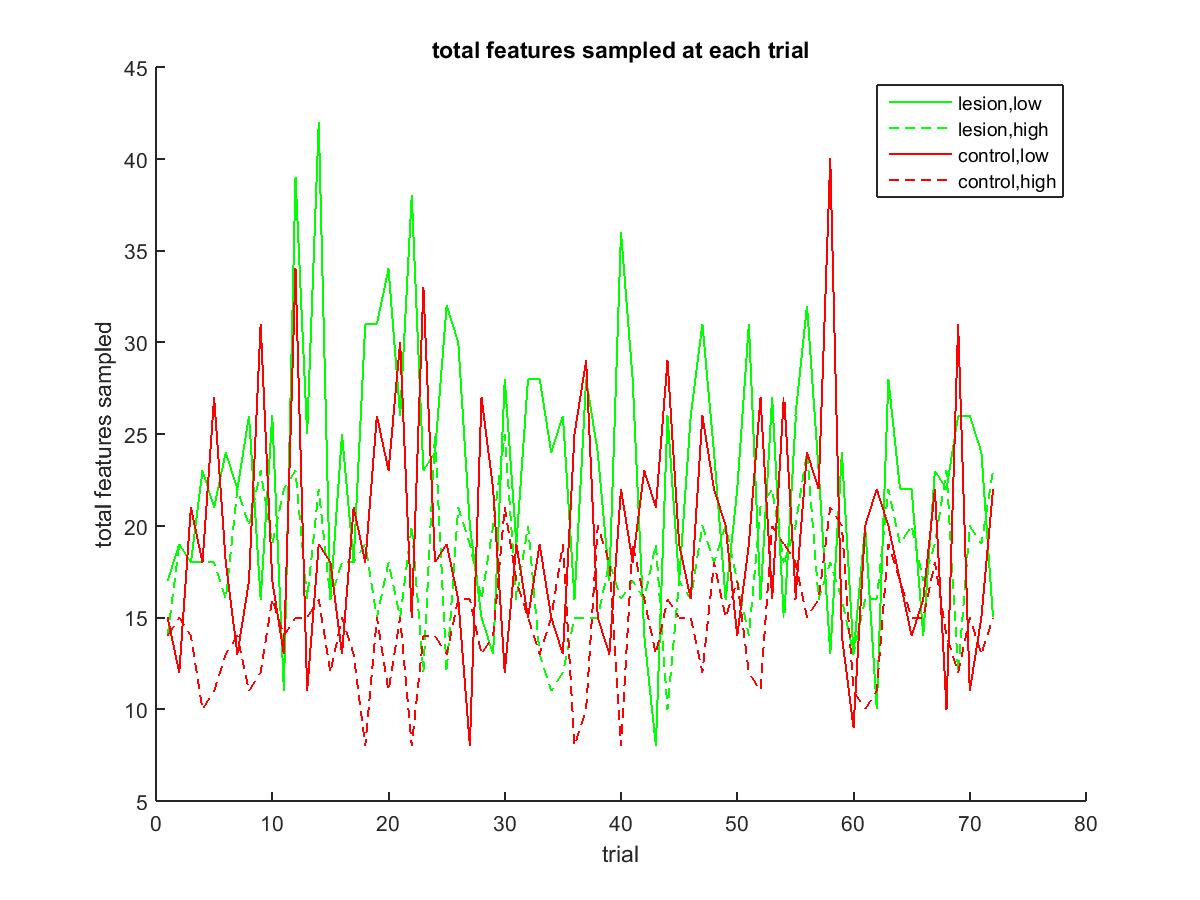 total features sampled at each trial
45
40
35
30
25
20
15
10
5
total features sampled
lesion,low
lesion,high
control,low
control,high
0 10 20 30 40 50 60 70 80
trial